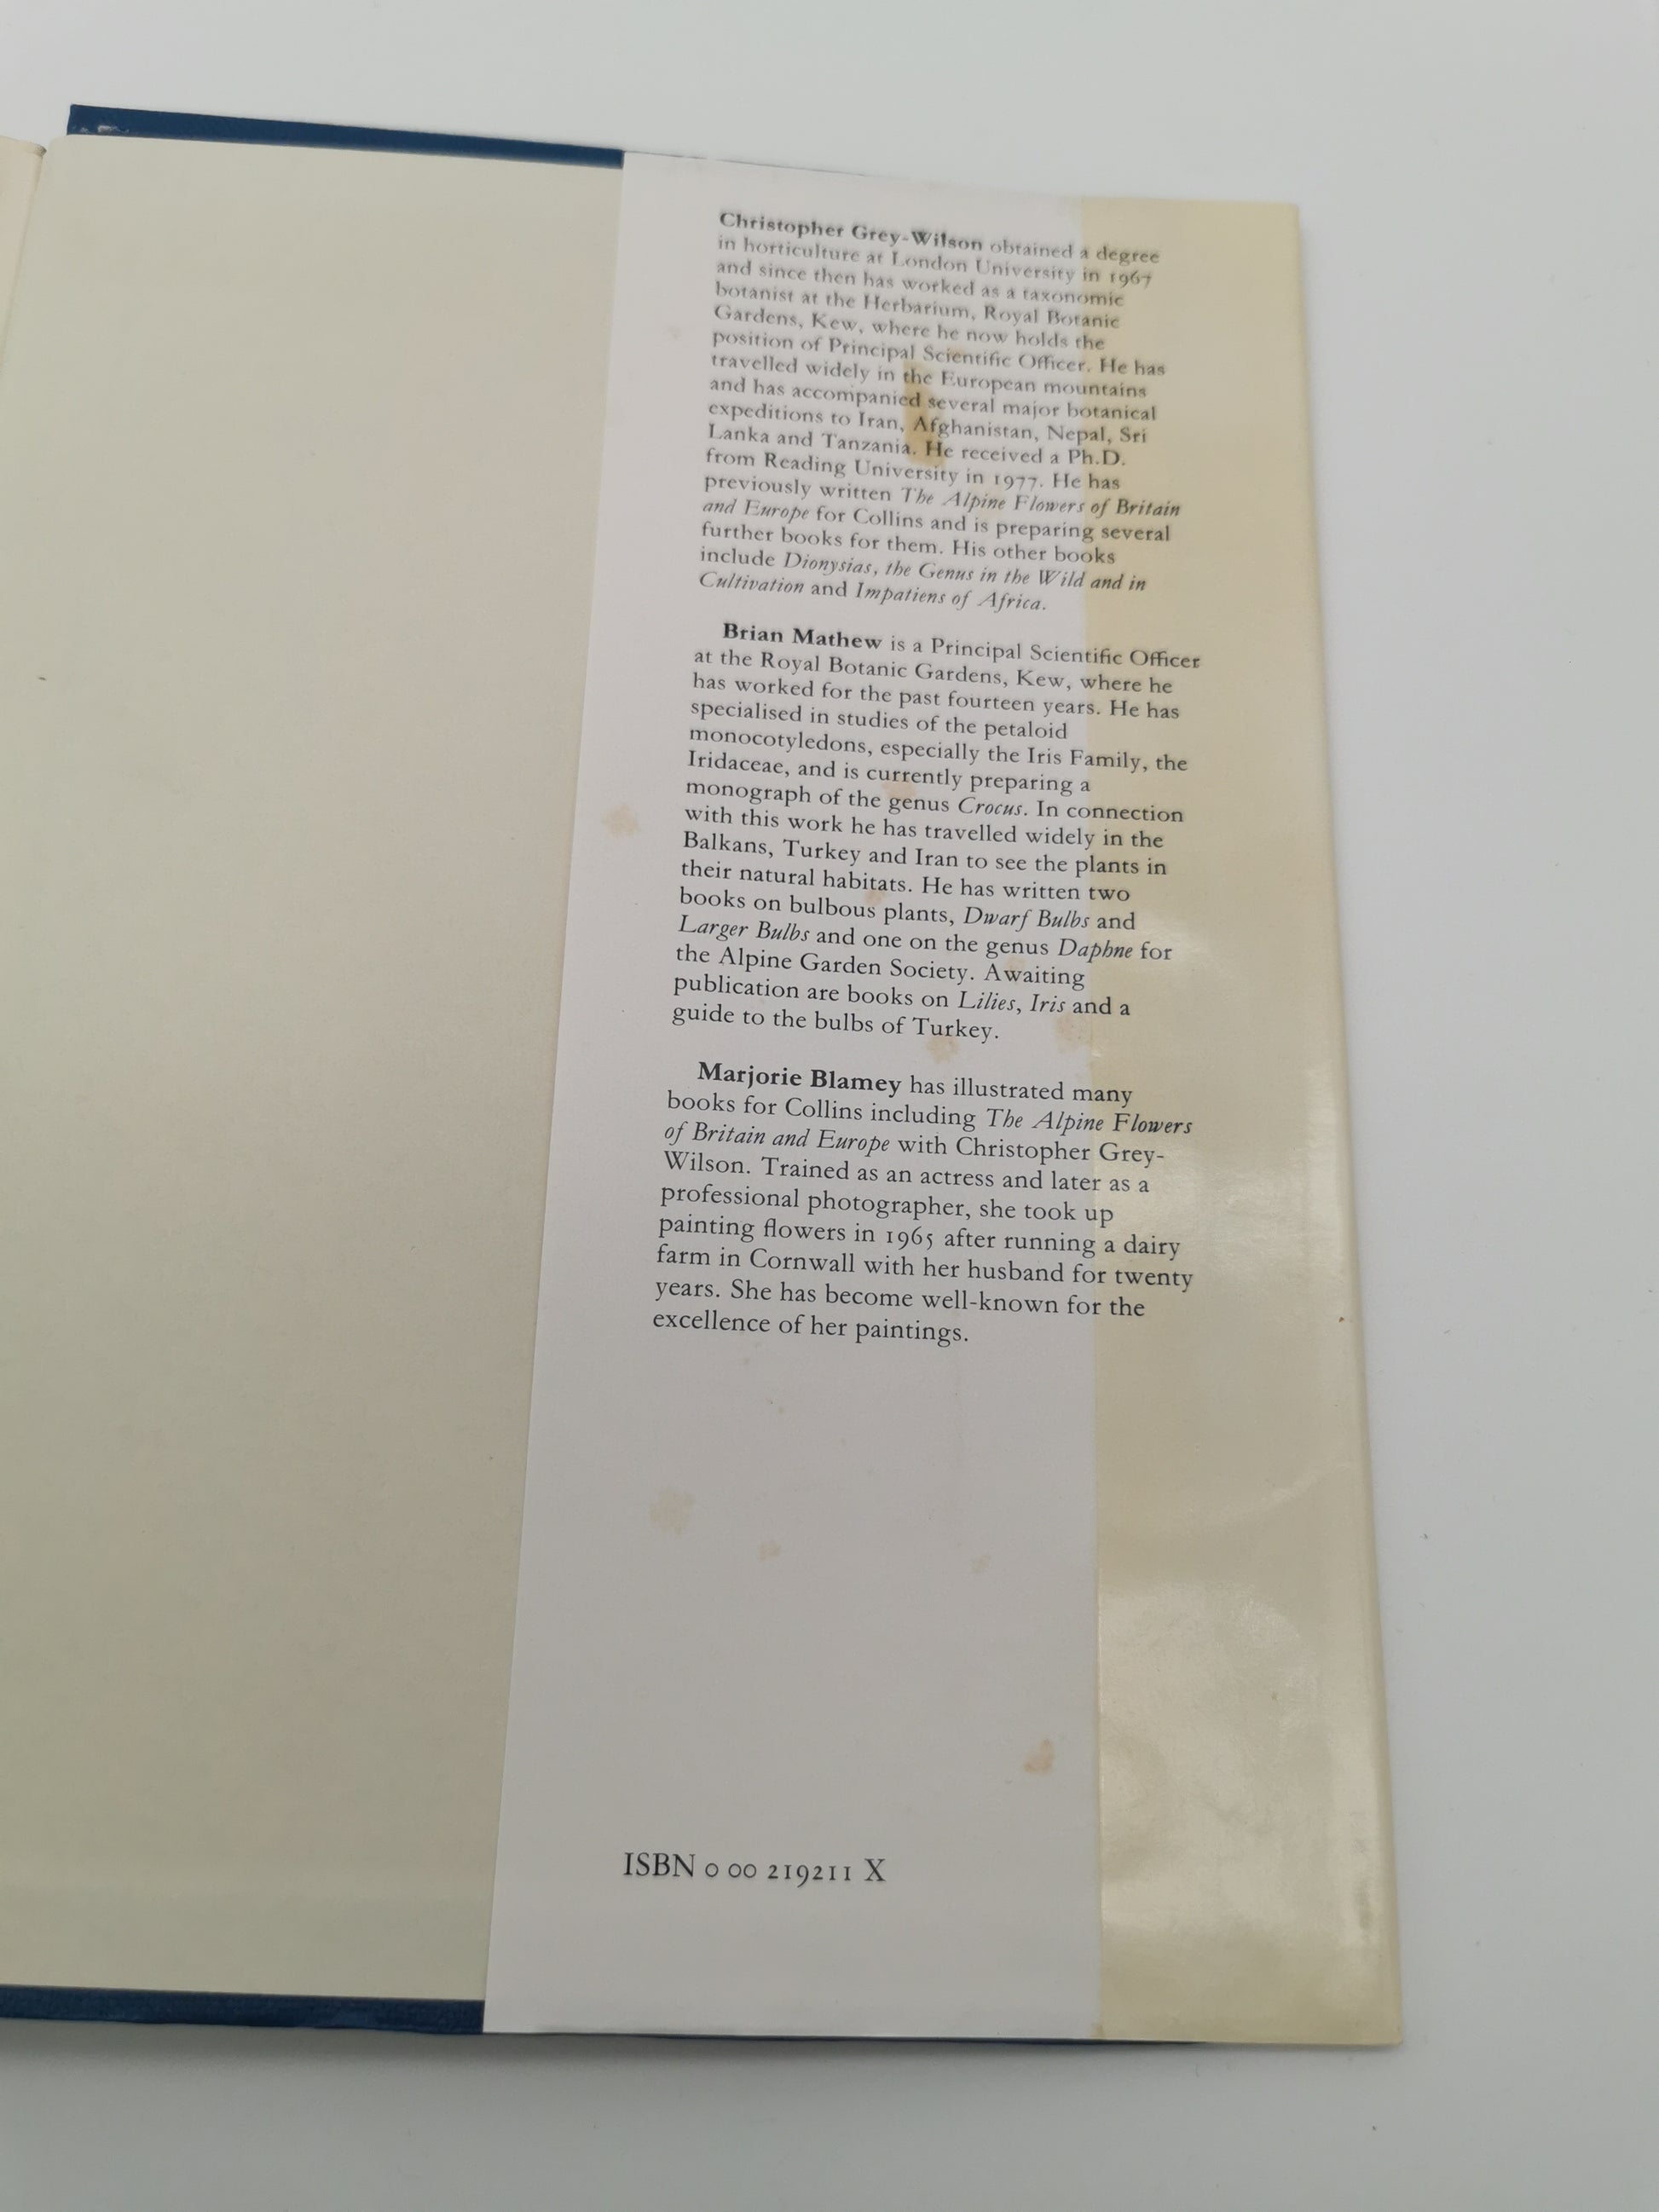 Christopher Grey-Wilson obtained a degree
in horticulture at London University in 1967
and since then has worked as a taxonomic
botanist at the Herbarium, Royal Botanic
Gardens, Kew, where he now holds the
position of Principal Scientific Officer. He has
travelled widely in the European mountains
and has accompanied several major botanical
expeditions to Iran, Afghanistan, Nepal, Sri
Lanka and Tanzania. He received a Ph.D.
from Reading University in 1977. He has
previously written The Alpine Flowers of Britain
and Europe for Collins and is preparing several
further books for them. His other books
include Dionysias, the Genus in the Wild and in
Cultivation and Impatiens of Africa.
Brian Mathew is a Principal Scientific Officer
at the Royal Botanic Gardens, Kew, where he
has worked for the past fourteen years. He has
specialised in studies of the petaloid
monocotyledons, especially the Iris Family, the
Iridaceae, and is currently preparing a
monograph of the genus Crocus. In connection
with this work he has travelled widely in the
Balkans, Turkey and Iran to see the plants in
their natural habitats. He has written two
books on bulbous plants, Dwarf Bulbs and
Larger Bulbs and one on the genus Daphne for
the Alpine Garden Society. Awaiting
publication are books on Lilies, Iris and a
guide to the bulbs of Turkey.
Marjorie Blamey has illustrated many
books for Collins including The Alpine Flowers
of Britain and Europe with Christopher Grey-
Wilson. Trained as an actress and later as a
professional photographer, she took up
painting flowers in 1965 after running a dairy
farm in Cornwall with her husband for twenty
years. She has become well-known for the
excellence of her paintings.
ISBN 0 00 219211 X